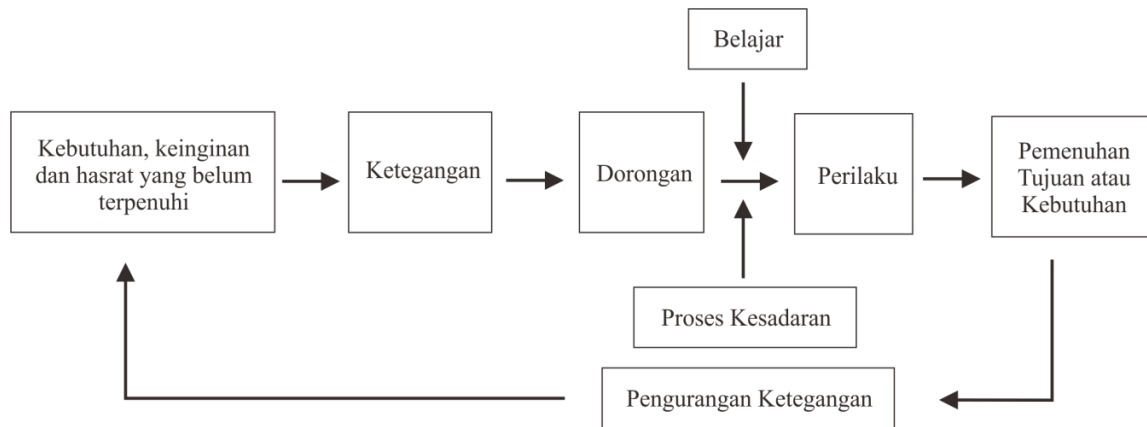 Belajar
Kebutuhan, keinginan
dan hasrat yang belum
terpenuhi
Ketegangan
Dorongan
Perilaku
Pemenuhan
Tujuan atau
Kebutuhan
Proses Kesadaran
Pengurangan Ketegangan